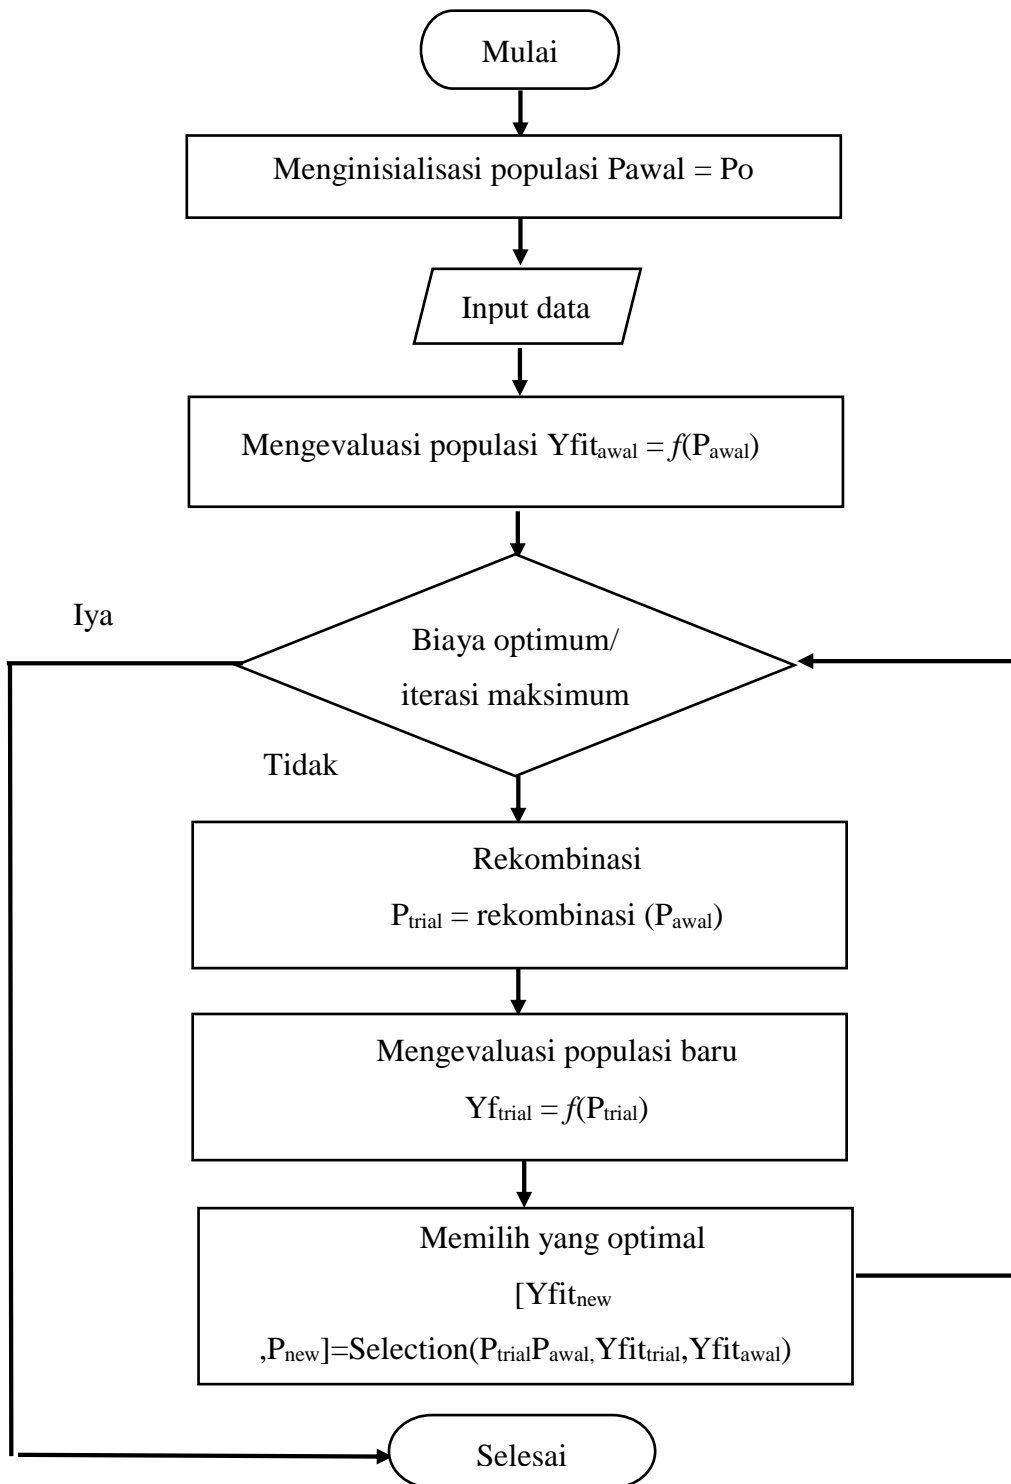 Mulai
Menginisialisasi populasi Pawal = Po
Input data
Mengevaluasi populasi Yfitawal = f(Pawal)
Iya
Biaya optimum/
iterasi maksimum
Tidak
Rekombinasi
Ptrial = rekombinasi (Pawal)
Mengevaluasi populasi baru
Yftrial = f(Ptrial)
Memilih yang optimal
[Yfitnew
,Pnew]=Selection(PtrialPawal,Yfittrial,Yfitawal)
Selesai